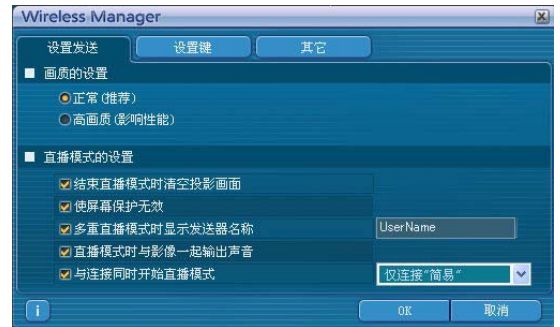 Wireless Manager
设置发送 设置键 其它
画质的设置
正常(推荐)
高画质(影响性能)
直播模式的设置
结束直播模式时清空投影画面
使屏幕保护无效
多重直播模式时显示发送器名称 UserName
直播模式时与影像一起输出声音
与连接同时开始直播模式 仅连接"简易"
i OK 取消